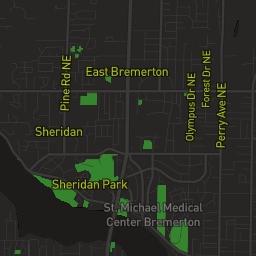 Pine Rd NE
East Bremerton
Olympus Dr NE
Forest Dr NE
Perry Ave NE
Sheridan
Sheridan Park
St. Michael Medical
Center Bremerton